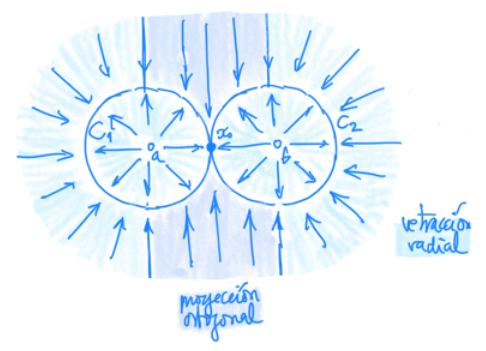 C₁
x₀
C₂
a
b
retracción
radial
proyección
ortogonal